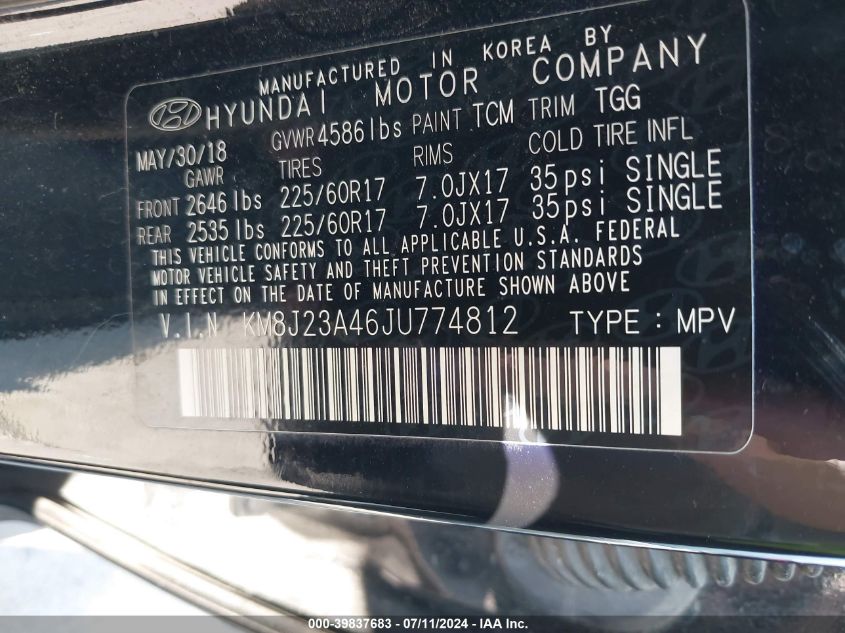 MANUFACTURED IN KOREA BY
HYUNDAI MOTOR COMPANY
MAY/30/18 GVWR 4586 lbs PAINT TCM TRIM TGG
GAWR TIRES RIMS COLD TIRE INFL
FRONT 2646 lbs 225/60R17 7.0JX17 35psi SINGLE
REAR 2535 lbs 225/60R17 7.0JX17 35psi SINGLE
THIS VEHICLE CONFORMS TO ALL APPLICABLE U.S.A. FEDERAL
MOTOR VEHICLE SAFETY AND THEFT PREVENTION STANDARDS
IN EFFECT ON THE DATE OF MANUFACTURE SHOWN ABOVE
V.I.N KM8J23A46JU774812 TYPE : MPV
000-39837683 / 07/11/2024 - IAA Inc.